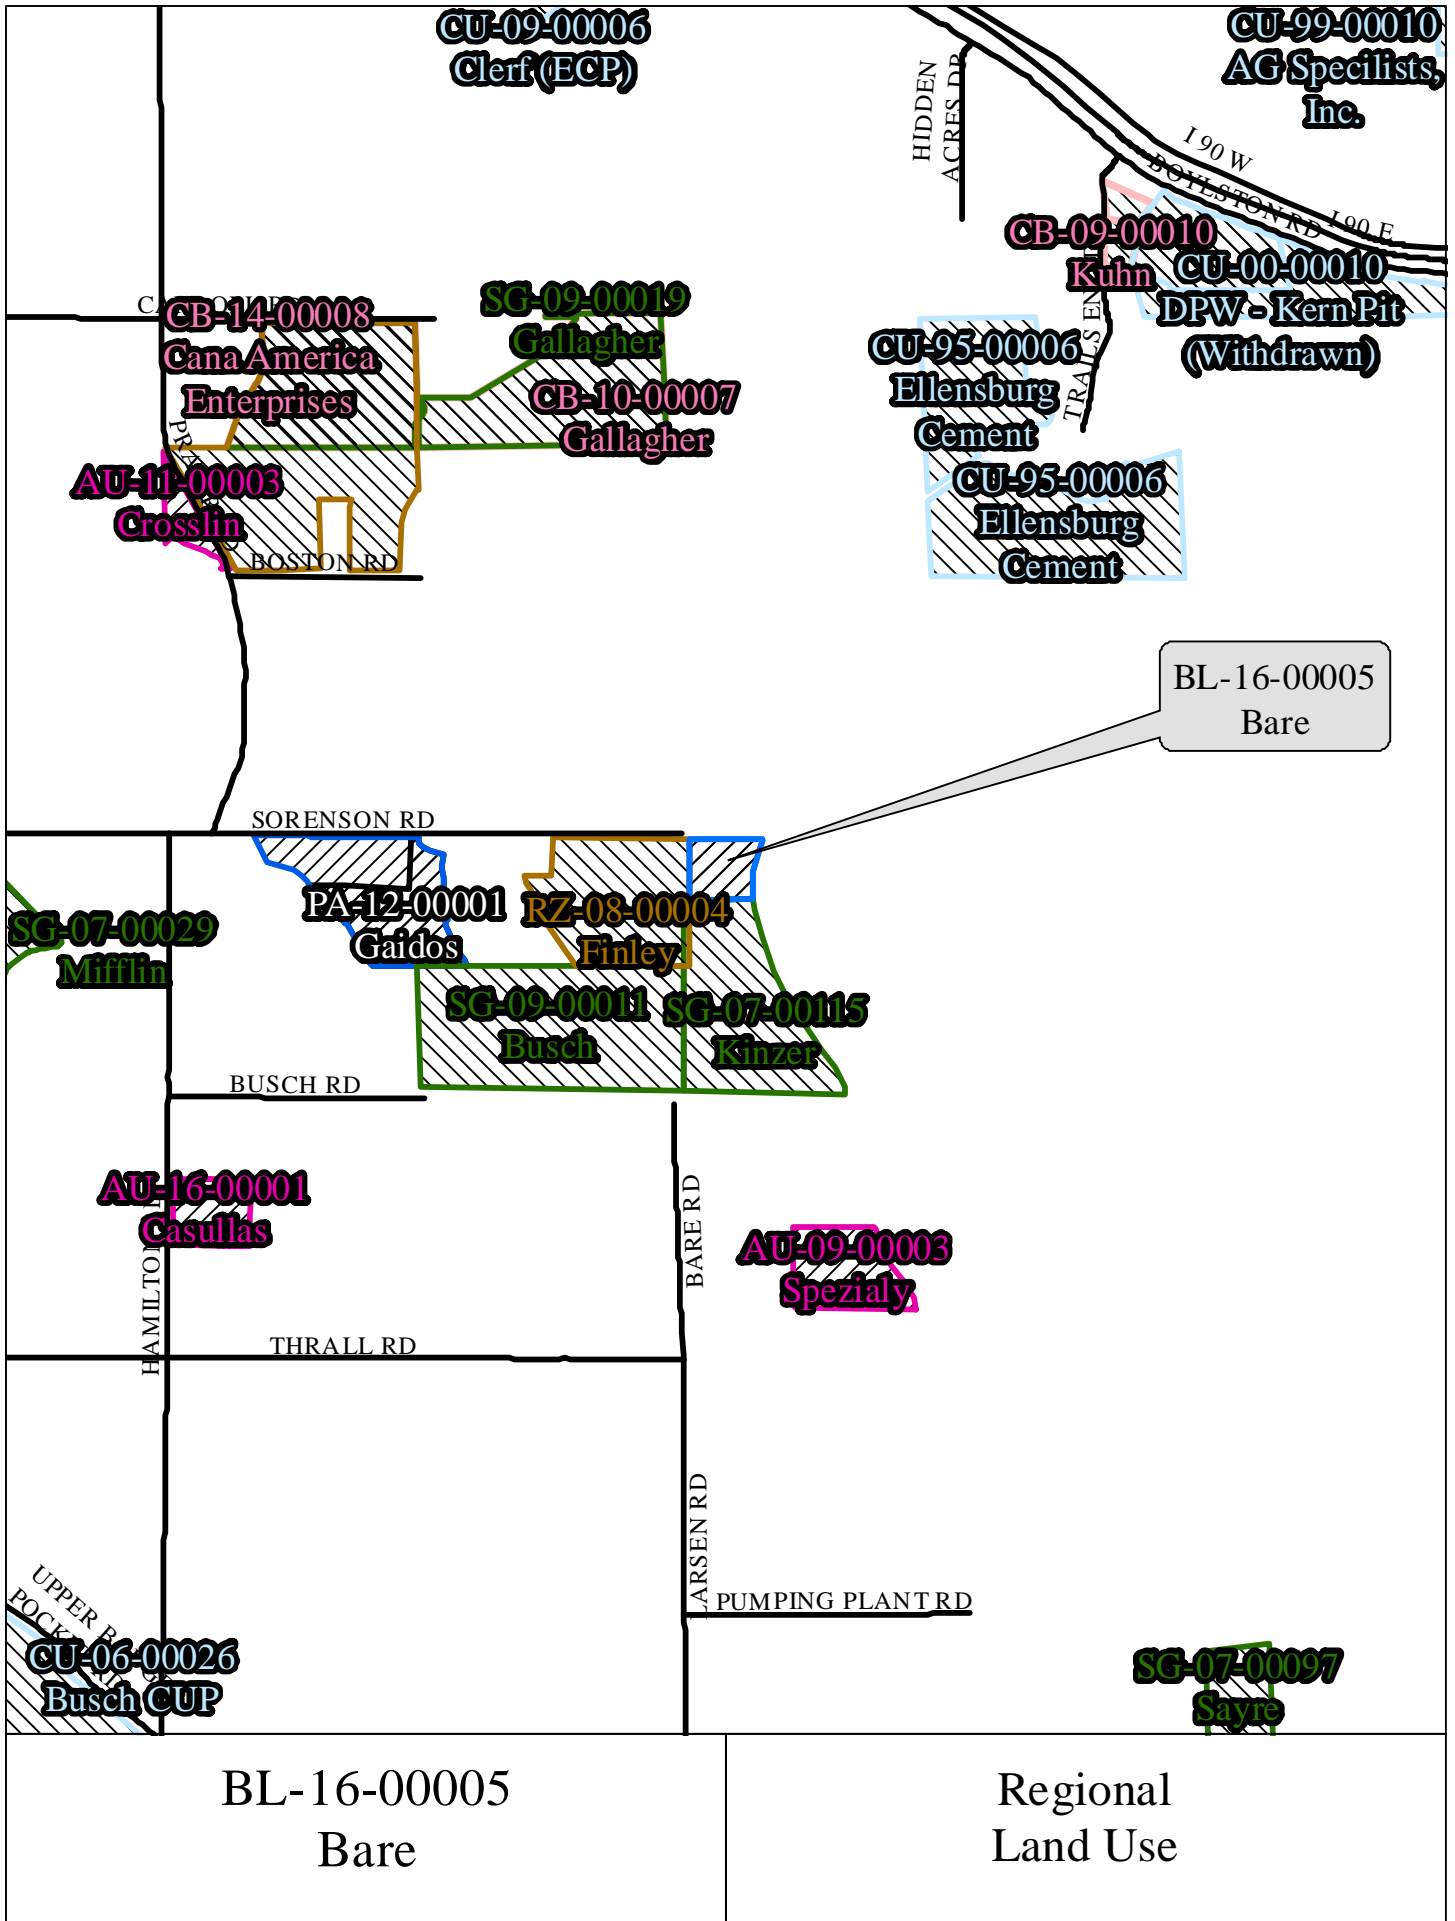 CU-09-00006
Clerf (ECP)
CU-99-00010
AG Specilists,
Inc.
HIDDEN
ACRES DR
I 90 W
BOYLSTON RD
I 90 E
CB-09-00010
Kuhn
CU-00-00010
DPW - Kern Pit
(Withdrawn)
CB-14-00008
Cana America
Enterprises
SG-09-00019
Gallagher
CB-10-00007
Gallagher
CU-95-00006
Ellensburg
Cement
TRAILS EN
AU-11-00003
Crosslin
CU-95-00006
Ellensburg
Cement
BOSTON RD
BL-16-00005
Bare
SORENSON RD
PA-12-00001
Gaidos
RZ-08-00004
Finley
SG-07-00029
Mifflin
SG-09-00011
Busch
SG-07-00115
Kinzer
BUSCH RD
AU-16-00001
Casullas
HAMILTON
BARE RD
AU-09-00003
Spezialy
THRALL RD
LARSEN RD
PUMPING PLANT RD
UPPER
CU-06-00026
Busch CUP
SG-07-00097
Sayre
BL-16-00005
Bare
Regional
Land Use